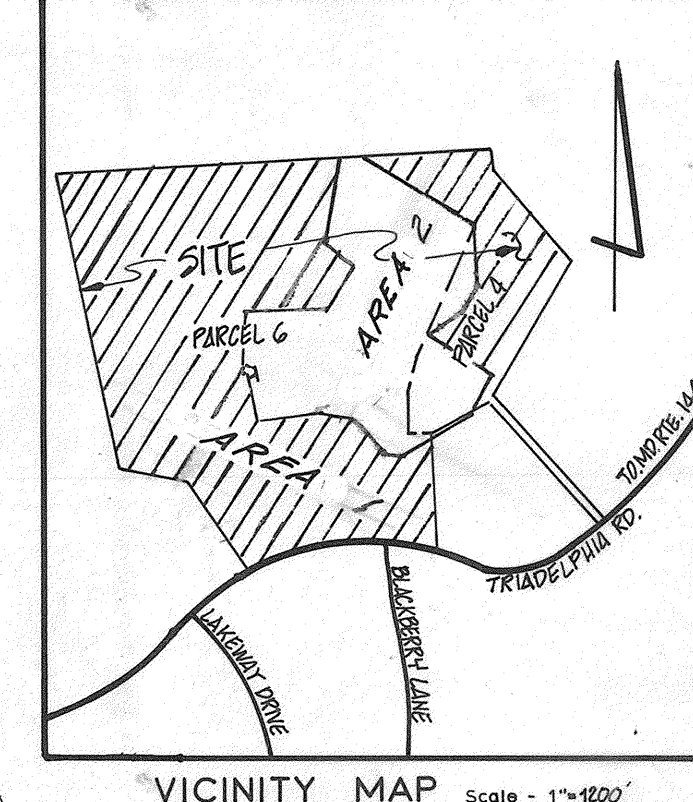 SITE
AREA 2
PARCEL 4
PARCEL 6
AREA 1
TO.MD.RTE.
TRIADELPHIA RD.
BLACKBERRY LANE
LAKEWAY DRIVE
VICINITY MAP Scale - 1"=1200'